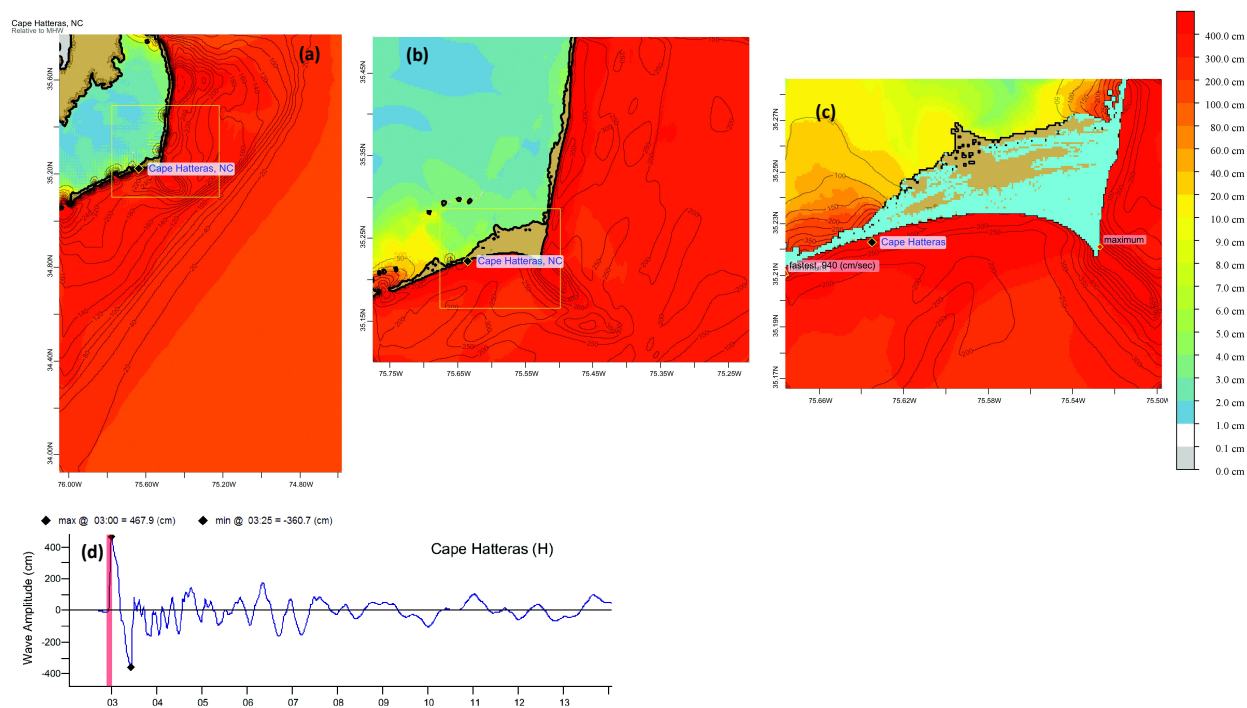 Cape Hatteras, NC
Relative to MHW
(a)
35.60N
35.20N
34.80N
34.40N
34.00N
Cape Hatteras, NC
76.00W
75.60W
75.20W
74.80W
(b)
35.45N
35.35N
35.25N
35.15N
Cape Hatteras, NC
75.75W
75.65W
75.55W
75.45W
75.35W
75.25W
(c)
35.27N
35.25N
35.23N
35.21N
35.19N
35.17N
Cape Hatteras
maximum
fastest, 940 (cm/sec)
75.66W
75.62W
75.58W
75.54W
75.50W
400.0 cm
300.0 cm
200.0 cm
100.0 cm
80.0 cm
60.0 cm
40.0 cm
20.0 cm
10.0 cm
9.0 cm
8.0 cm
7.0 cm
6.0 cm
5.0 cm
4.0 cm
3.0 cm
2.0 cm
1.0 cm
0.1 cm
0.0 cm
max @ 03:00 = 467.9 (cm)
min @ 03:25 = -360.7 (cm)
(d)
Cape Hatteras (H)
Wave Amplitude (cm)
400
200
0
-200
-400
03
04
05
06
07
08
09
10
11
12
13